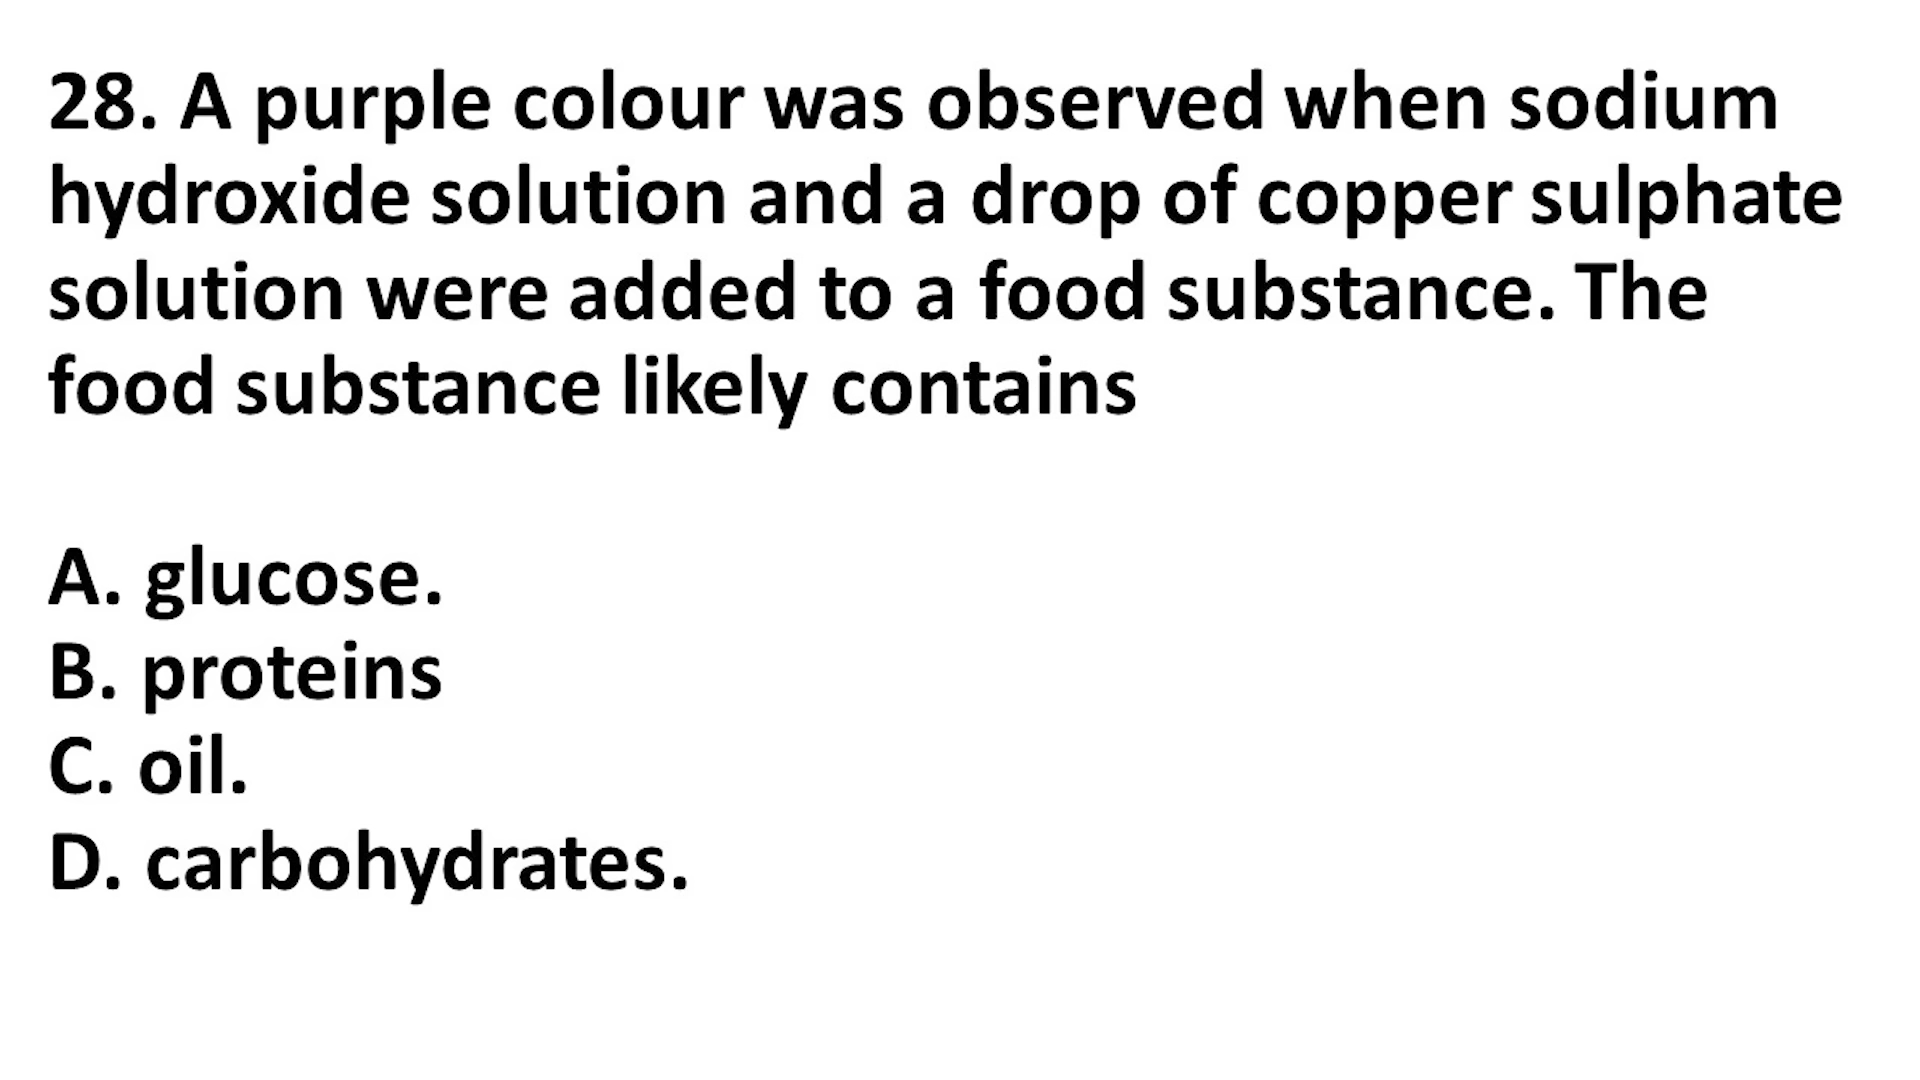 28. A purple colour was observed when sodium
hydroxide solution and a drop of copper sulphate
solution were added to a food substance. The
food substance likely contains
A. glucose.
B. proteins
C. oil.
D. carbohydrates.